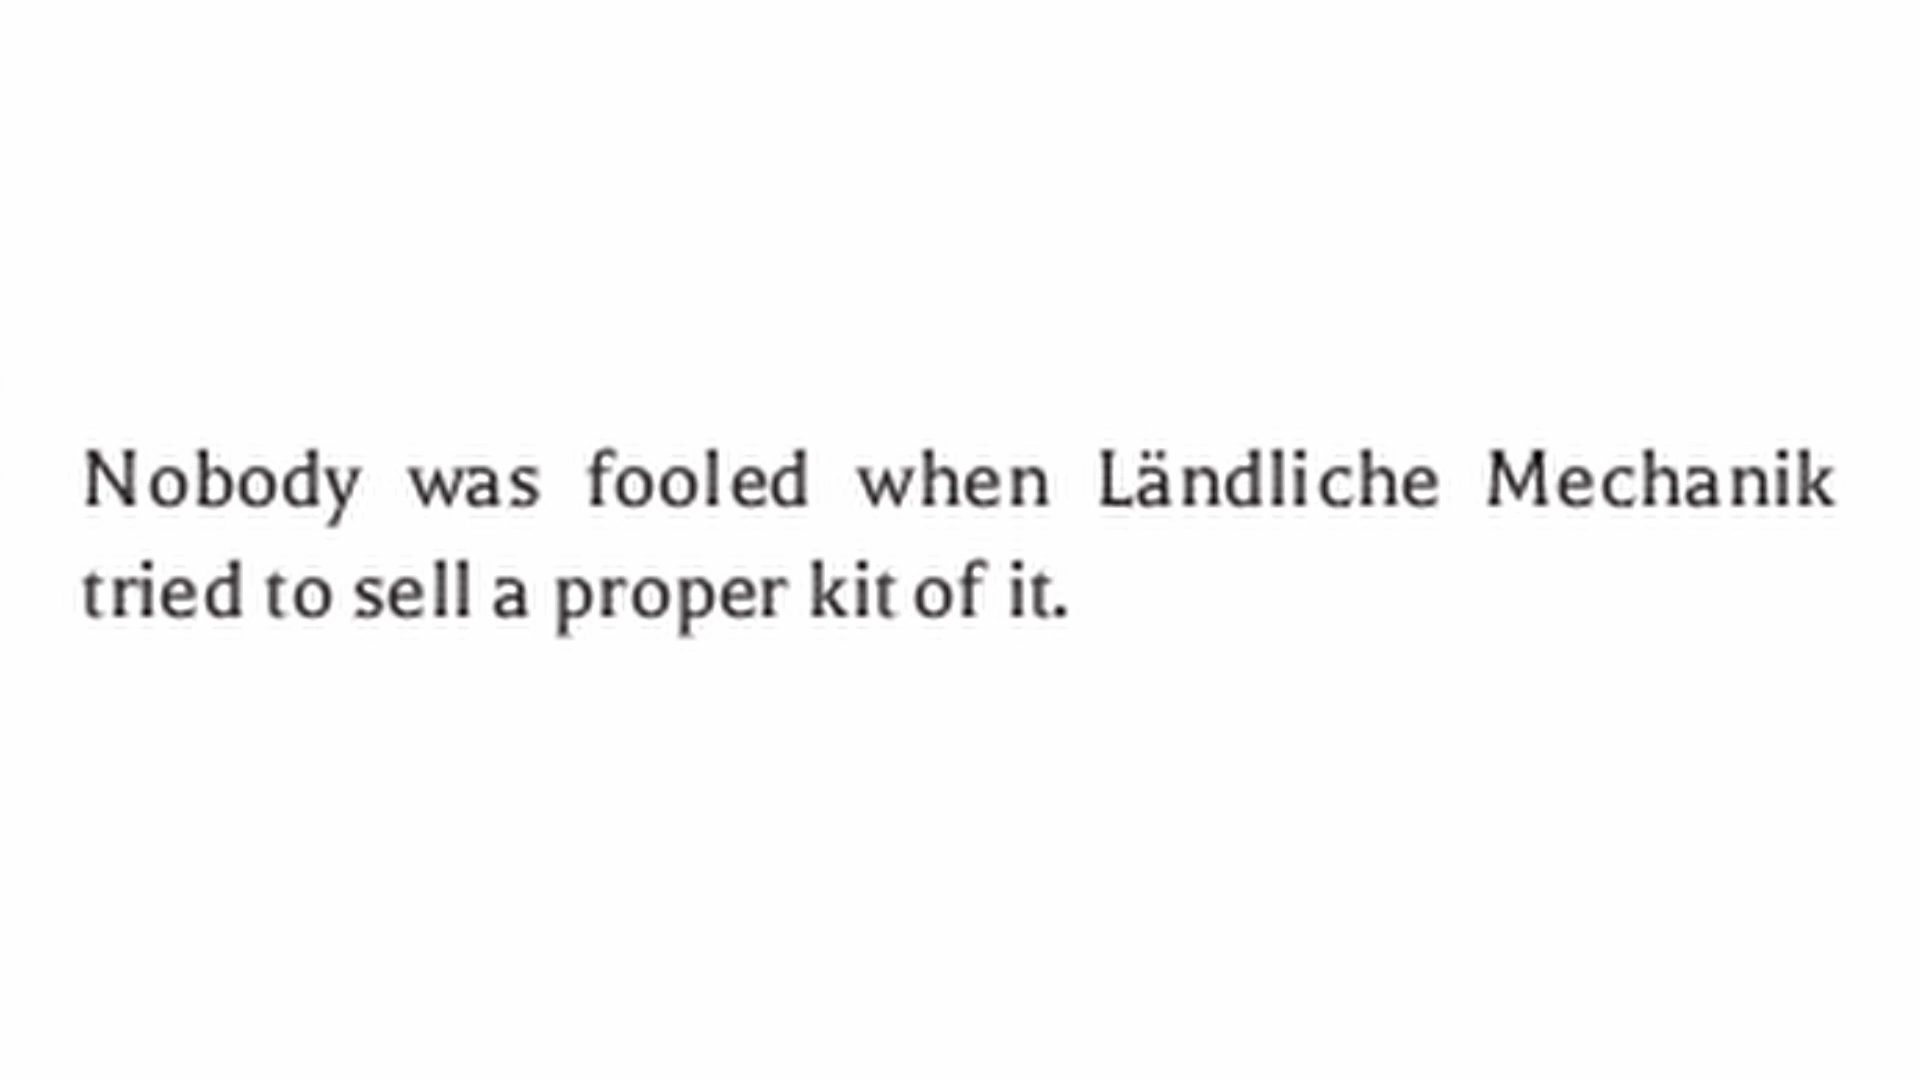 Nobody was fooled when Ländliche Mechanik
tried to sell a proper kit of it.